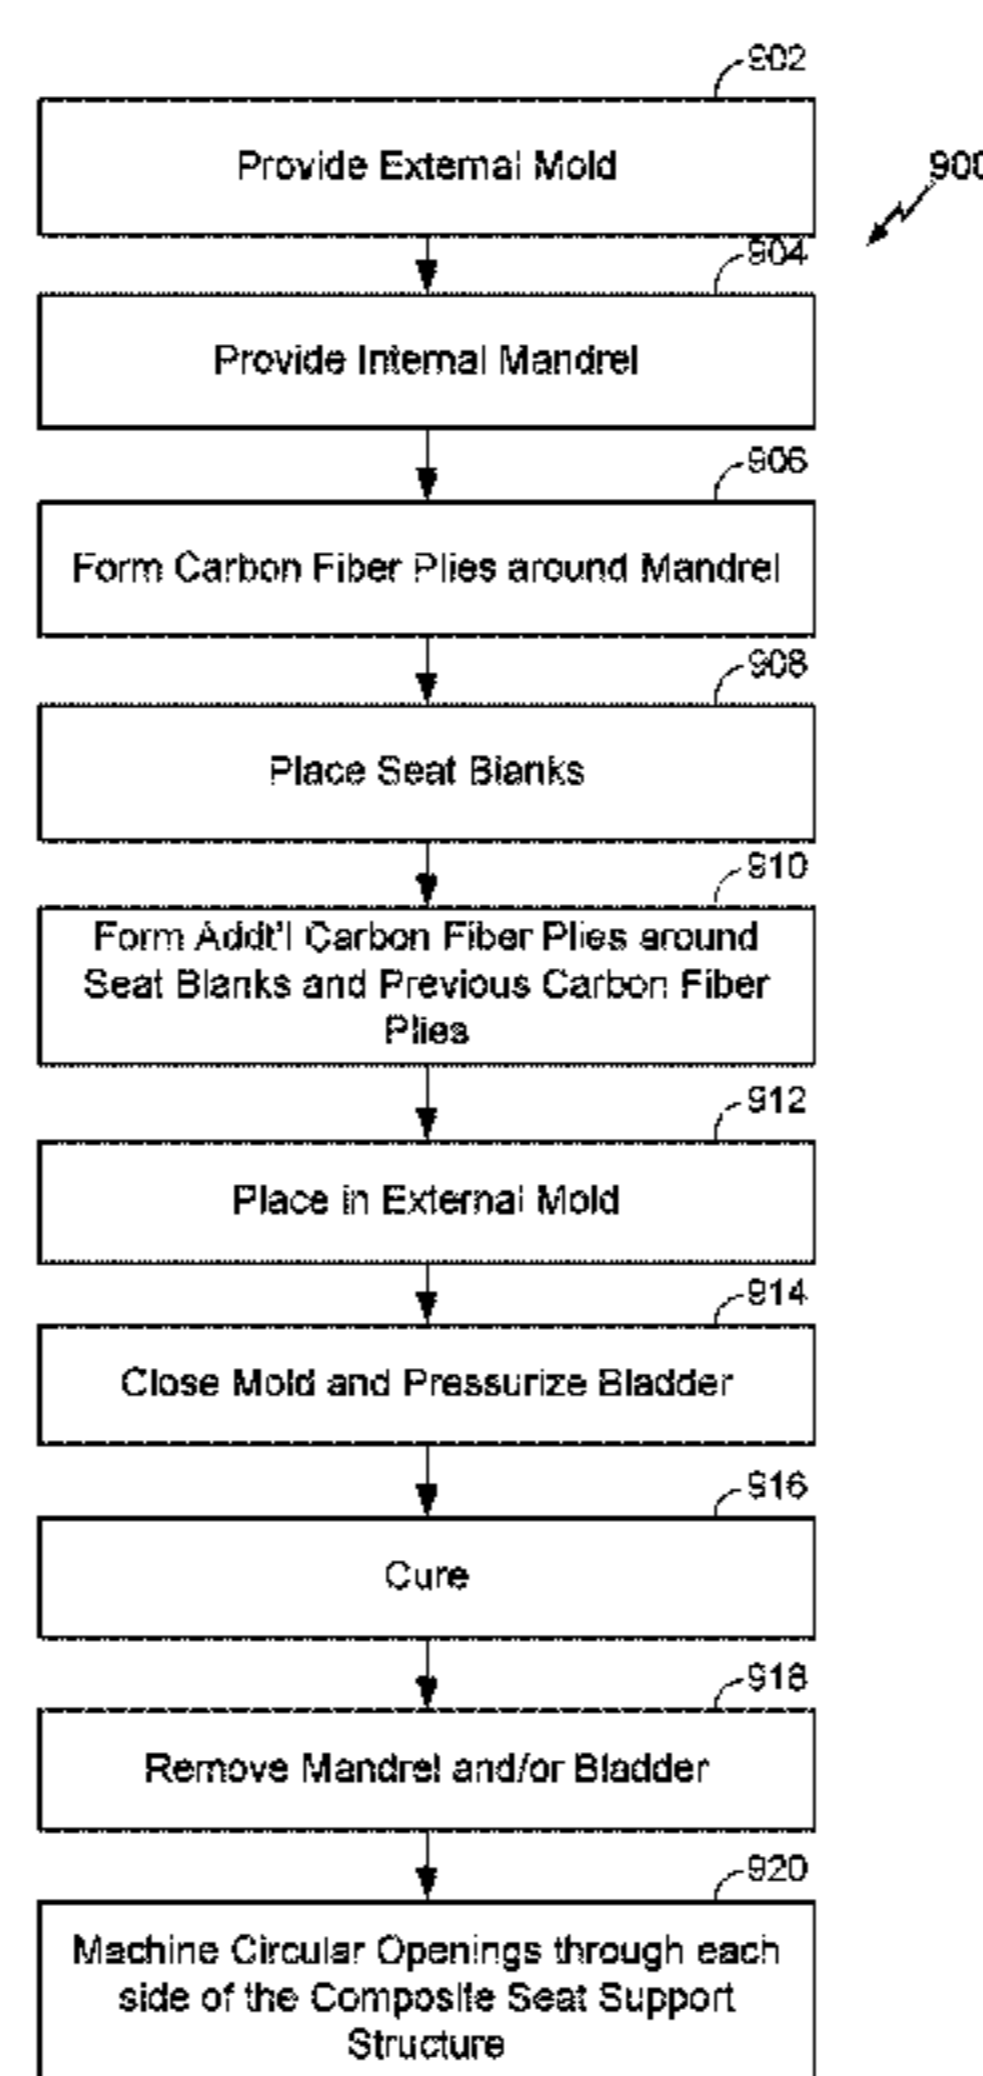 902
Provide External Mold
900
904
Provide Internal Mandrel
906
Form Carbon Fiber Plies around Mandrel
908
Place Seat Blanks
910
Form Addt'l Carbon Fiber Plies around
Seat Blanks and Previous Carbon Fiber
Plies
912
Place in External Mold
914
Close Mold and Pressurize Bladder
916
Cure
918
Remove Mandrel and/or Bladder
920
Machine Circular Openings through each
side of the Composite Seat Support
Structure